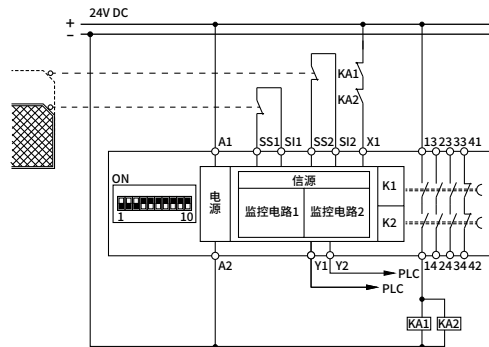 24V DC
+
−
KA1
KA2
A1
SS1
SI1
SS2
SI2
X1
13
23
33
41
ON
1
10
电源
信源
监控电路1
监控电路2
K1
K2
A2
Y1
Y2
14
24
34
42
PLC
PLC
KA1
KA2